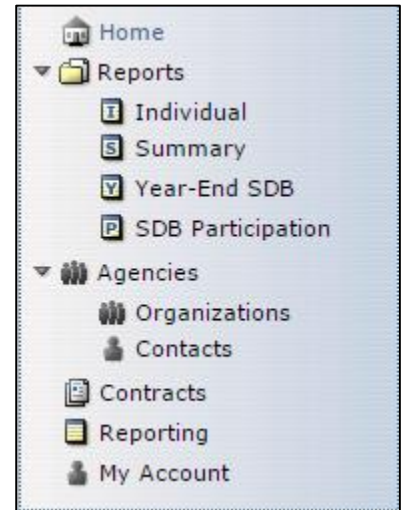 Home
Reports
I Individual
S Summary
Y Year-End SDB
P SDB Participation
Agencies
Organizations
Contacts
Contracts
Reporting
My Account